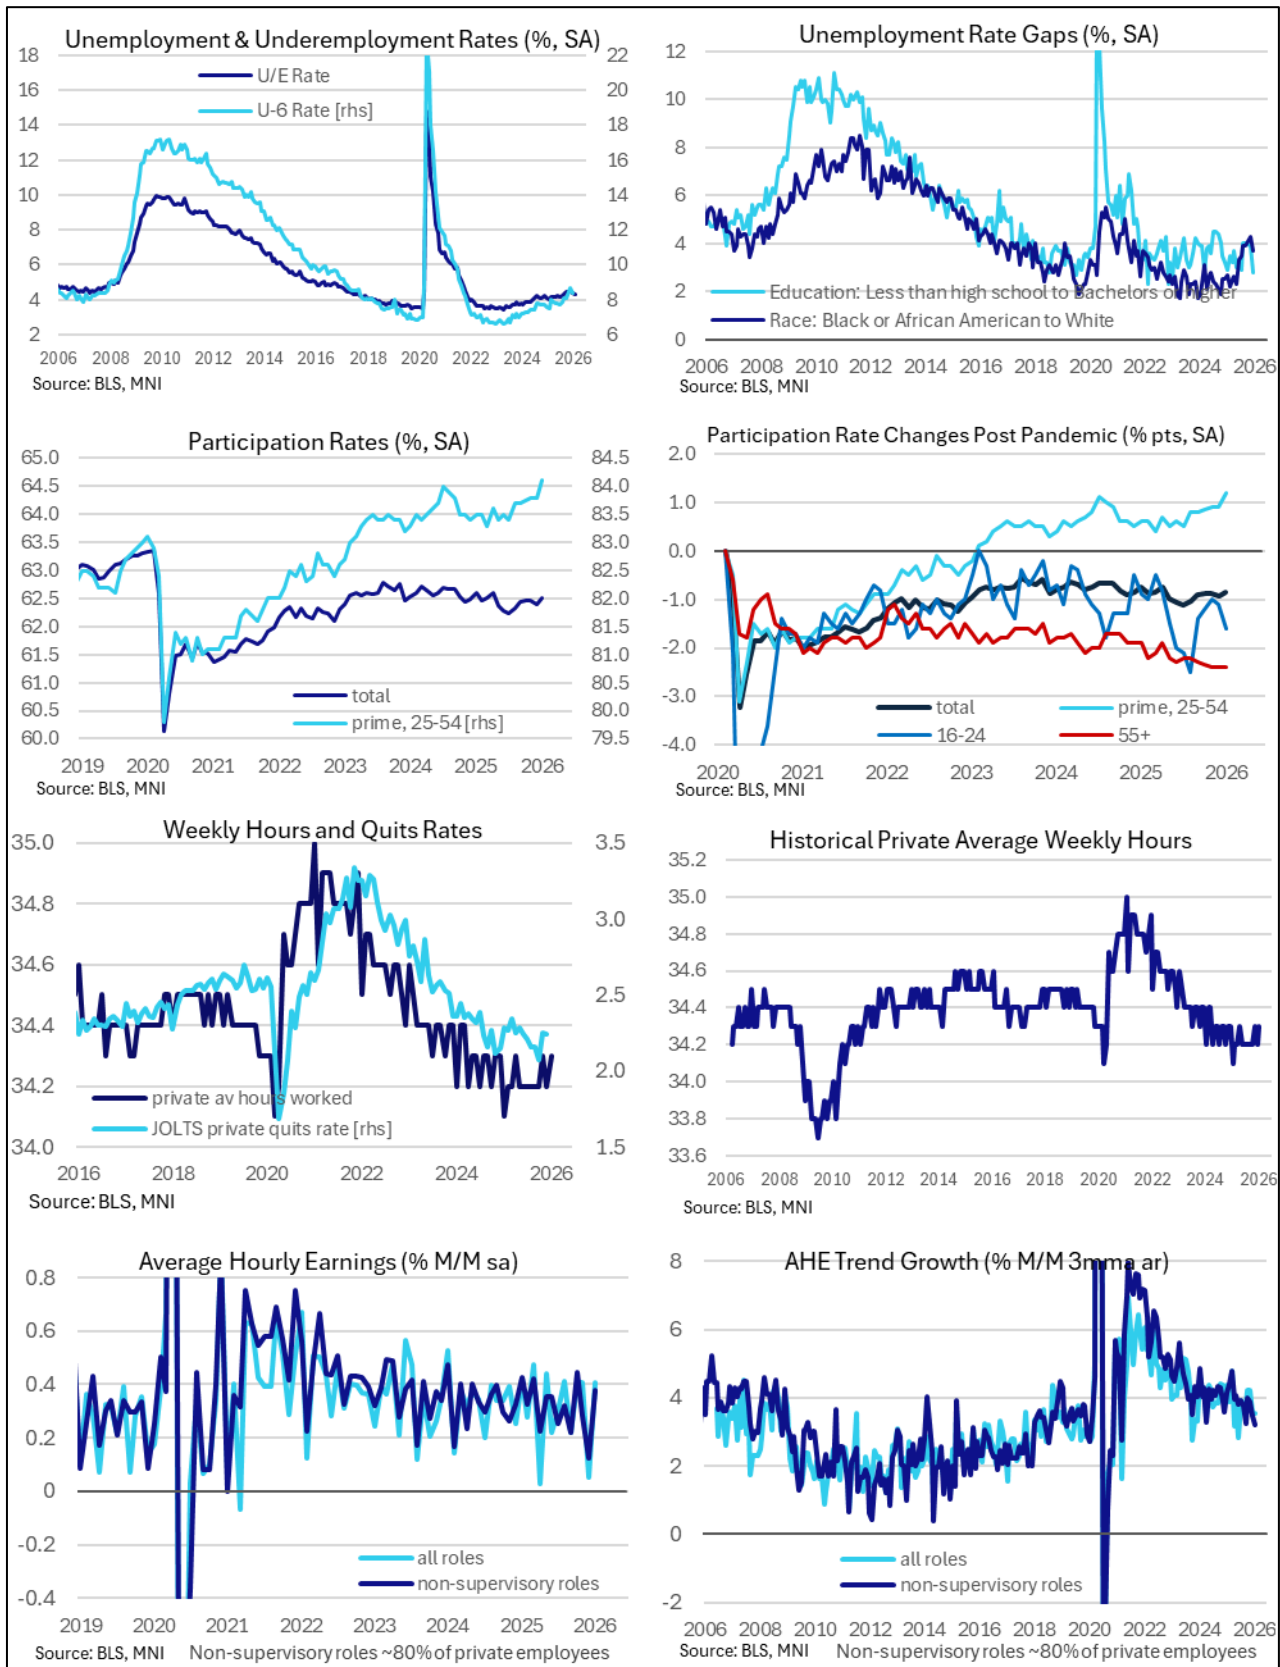 Unemployment & Underemployment Rates (%, SA)
18
16
14
12
10
8
6
4
2
22
20
18
16
14
12
10
8
6
U/E Rate
U-6 Rate [rhs]
2006 2008 2010 2012 2014 2016 2018 2020 2022 2024 2026
Source: BLS, MNI
Unemployment Rate Gaps (%, SA)
12
10
8
6
4
2
0
Education: Less than high school to Bachelors or higher
Race: Black or African American to White
2006 2008 2010 2012 2014 2016 2018 2020 2022 2024 2026
Source: BLS, MNI
Participation Rates (%, SA)
65.0
64.5
64.0
63.5
63.0
62.5
62.0
61.5
61.0
60.5
60.0
84.5
84.0
83.5
83.0
82.5
82.0
81.5
81.0
80.5
80.0
79.5
total
prime, 25-54 [rhs]
2019 2020 2021 2022 2023 2024 2025 2026
Source: BLS, MNI
Participation Rate Changes Post Pandemic (% pts, SA)
2.0
1.0
0.0
-1.0
-2.0
-3.0
-4.0
total
prime, 25-54
16-24
55+
2020 2021 2022 2023 2024 2025 2026
Source: BLS, MNI
Weekly Hours and Quits Rates
35.0
34.8
34.6
34.4
34.2
34.0
3.5
3.0
2.5
2.0
1.5
private av hours worked
JOLTS private quits rate [rhs]
2016 2018 2020 2022 2024 2026
Source: BLS, MNI
Historical Private Average Weekly Hours
35.2
35.0
34.8
34.6
34.4
34.2
34.0
33.8
33.6
2006 2008 2010 2012 2014 2016 2018 2020 2022 2024 2026
Source: BLS, MNI
Average Hourly Earnings (% M/M sa)
0.8
0.6
0.4
0.2
0
-0.2
-0.4
all roles
non-supervisory roles
2019 2020 2021 2022 2023 2024 2025 2026
Source: BLS, MNI
Non-supervisory roles ~80% of private employees
AHE Trend Growth (% M/M 3mma ar)
8
6
4
2
0
-2
all roles
non-supervisory roles
2006 2008 2010 2012 2014 2016 2018 2020 2022 2024 2026
Source: BLS, MNI
Non-supervisory roles ~80% of private employees